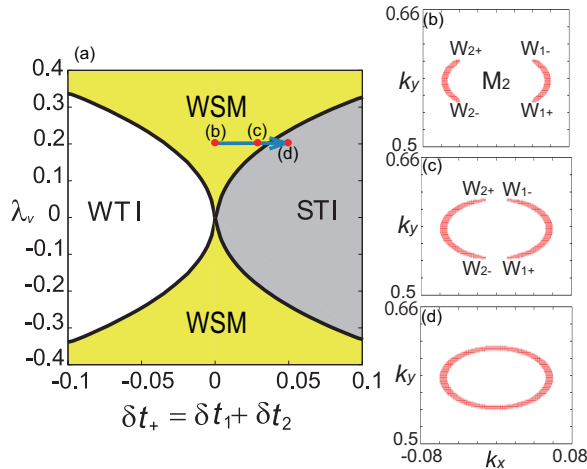 (a)
0.4
0.3
0.2
0.1
0
-0.1
-0.2
-0.3
-0.4
λv
WSM
(b) (c)
(d)
WTI
STI
WSM
-0.1 -0.05 0 0.05 0.1
δt+ = δt1 + δt2
0.66 (b)
W2+ W1-
ky M2
W2- W1+
0.5
0.66 (c)
W2+ W1-
ky
W2- W1+
0.5
0.66 (d)
ky
0.5
-0.08 kx 0.08